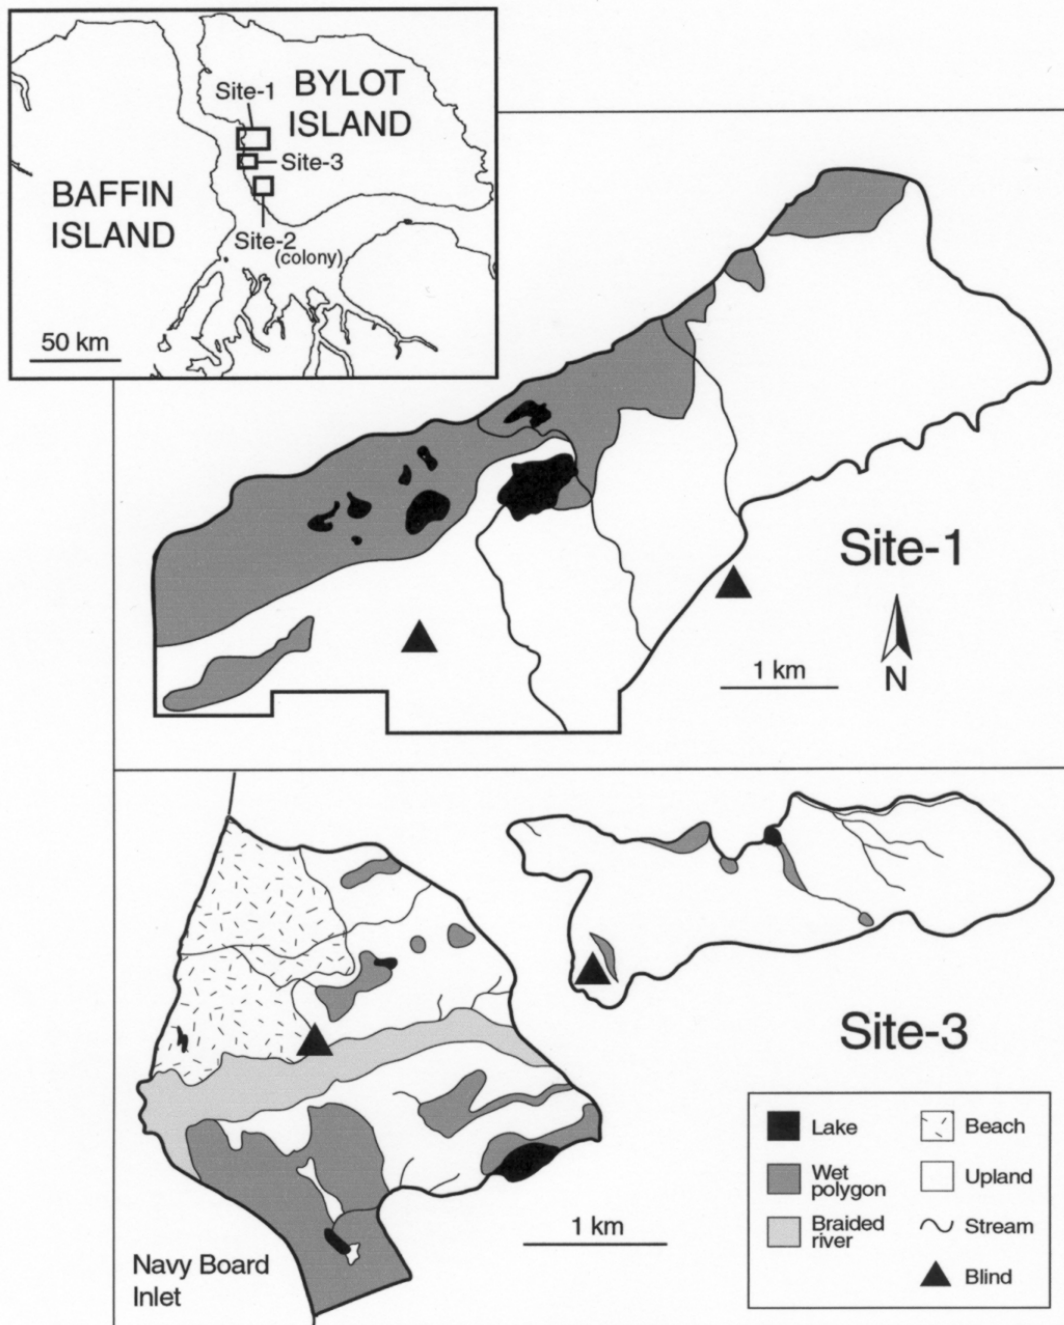 BYLOT
ISLAND
Site-1
Site-3
BAFFIN
ISLAND
Site-2
(colony)
50 km
Site-1
1 km
N
Site-3
Lake
Beach
Wet
polygon
Upland
Braided
river
Stream
Blind
1 km
Navy Board
Inlet